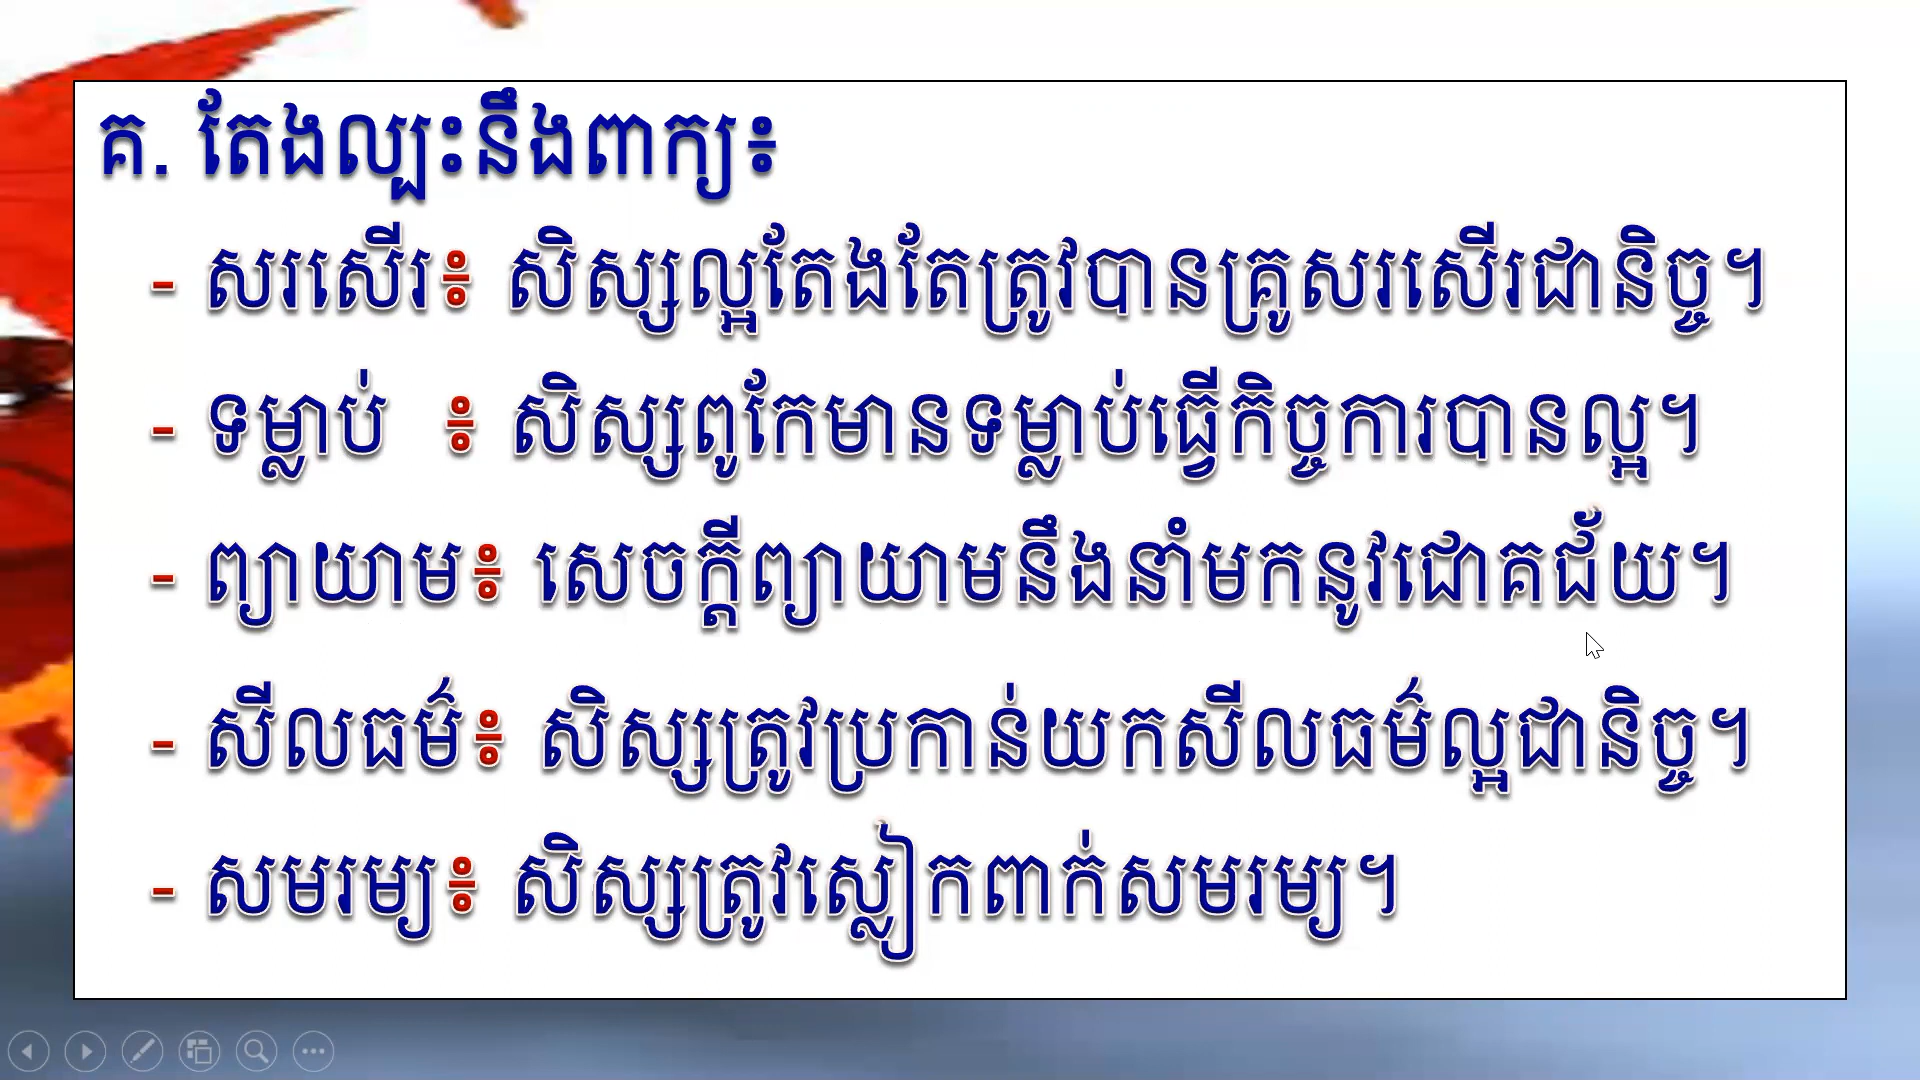 គ. តែងល្បះនឹងពាក្យ៖
- សរសើរ៖ សិស្សល្អតែងតែត្រូវបានគ្រូសរសើរជានិច្ច។
- ទម្លាប់ ៖ សិស្សពូកែមានទម្លាប់ធ្វើកិច្ចការបានល្អ។
- ព្យាយាម៖ សេចក្ដីព្យាយាមនឹងនាំមកនូវជោគជ័យ។
- សីលធម៌៖ សិស្សត្រូវប្រកាន់យកសីលធម៌ល្អជានិច្ច។
- សមរម្យ៖ សិស្សត្រូវស្លៀកពាក់សមរម្យ។